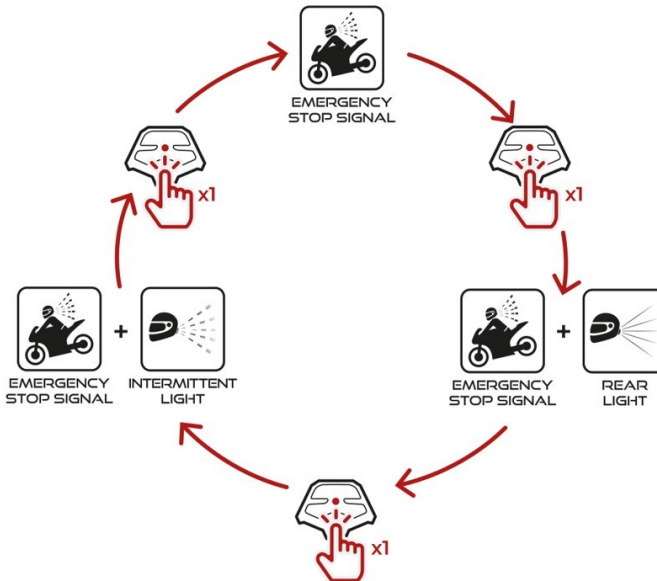 EMERGENCY
STOP SIGNAL
x1
x1
+
+
EMERGENCY
STOP SIGNAL
INTERMITTENT
LIGHT
EMERGENCY
STOP SIGNAL
REAR
LIGHT
x1